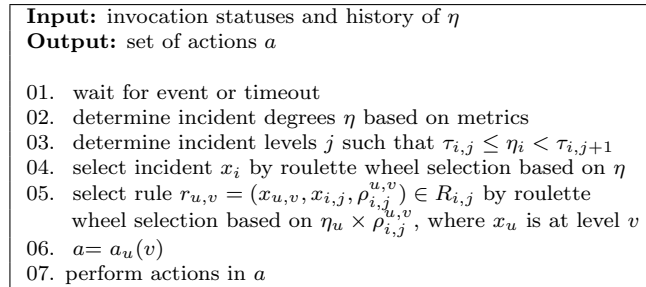 Input: invocation statuses and history of η
Output: set of actions a
01. wait for event or timeout
02. determine incident degrees η based on metrics
03. determine incident levels j such that τ_{i,j} ≤ η_i < τ_{i,j+1}
04. select incident x_i by roulette wheel selection based on η
05. select rule r_{u,v} = (x_{u,v}, x_{i,j}, ρ^{u,v}_{i,j}) ∈ R_{i,j} by roulette
wheel selection based on η_u × ρ^{u,v}_{i,j}, where x_u is at level v
06. a= a_u(v)
07. perform actions in a